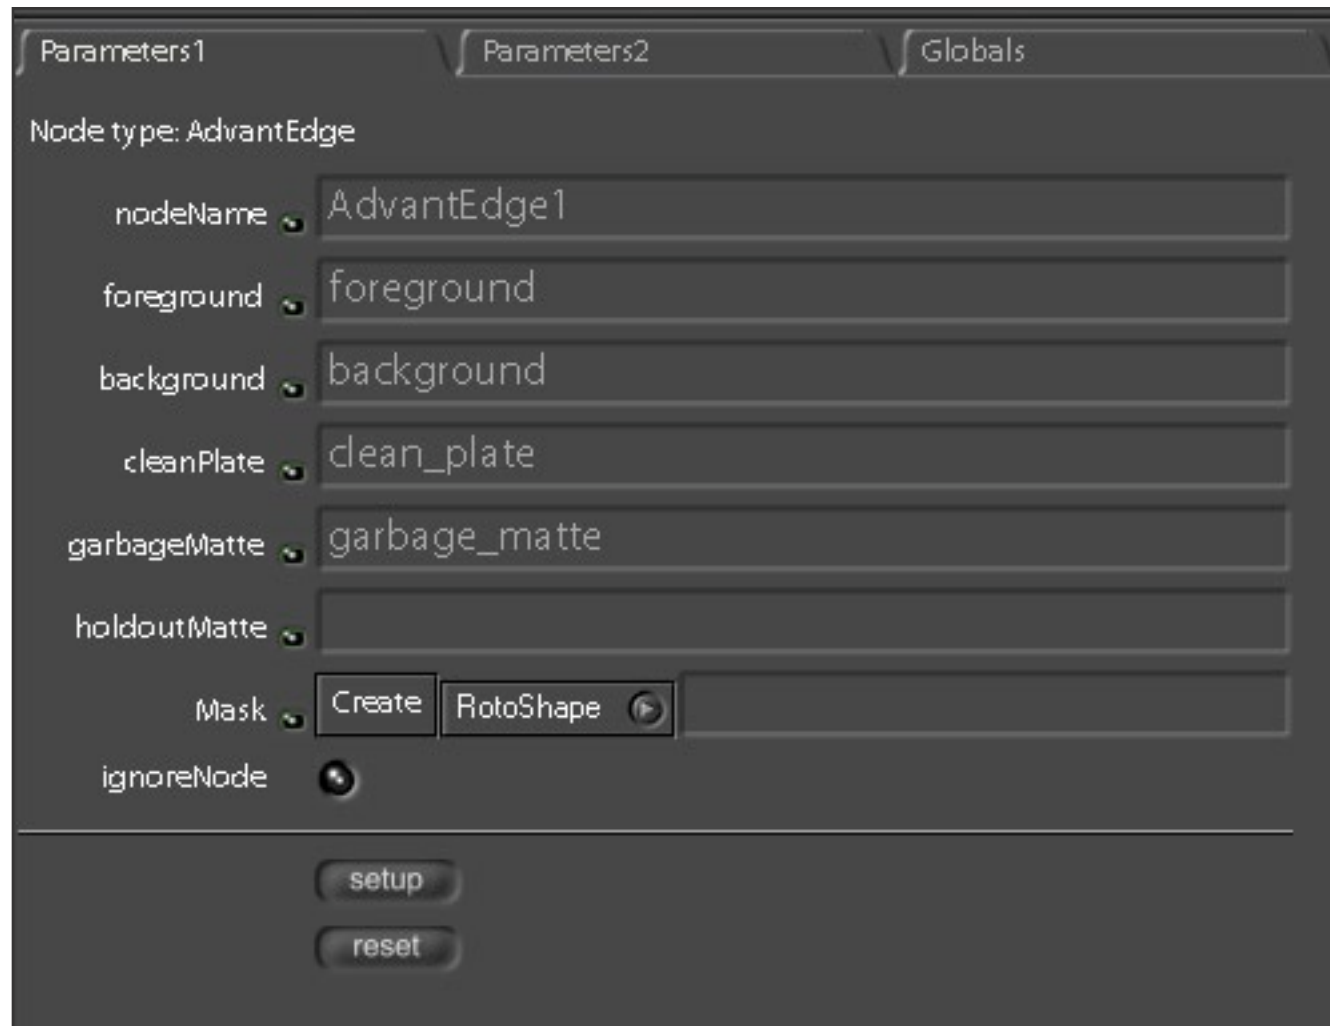 Parameters1 Parameters2 Globals
Node type: AdvantEdge
nodeName AdvantEdge1
foreground foreground
background background
cleanPlate clean_plate
garbageMatte garbage_matte
holdoutMatte
Mask Create RotoShape
ignoreNode
setup
reset